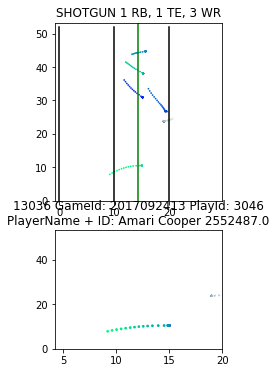 SHOTGUN 1 RB, 1 TE, 3 WR
50
40
30
20
10
0
0 10 20
13036 GameId: 2017092413 PlayId: 3046
PlayerName + ID: Amari Cooper 2552487.0
40
20
0
5 10 15 20